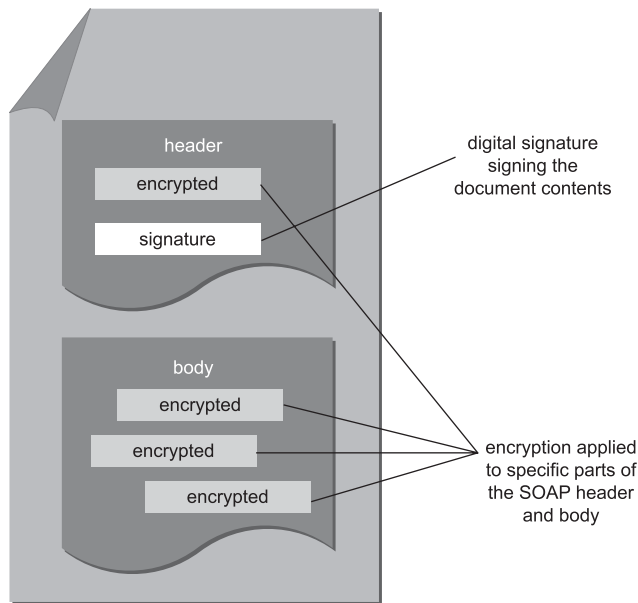 header
encrypted
signature
digital signature
signing the
document contents
body
encrypted
encrypted
encrypted
encryption applied
to specific parts of
the SOAP header
and body